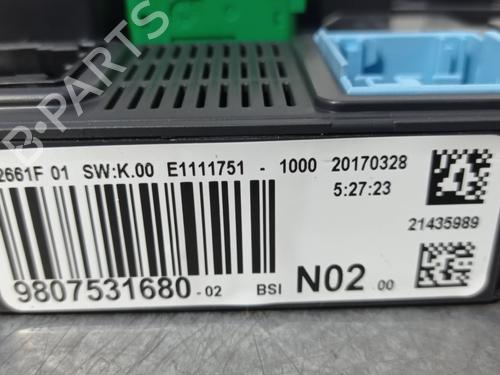 B-PARTS
2661F 01 SW:K.00 E1111751 - 1000 20170328
5:27:23
21435989
9807531680 - 02 BSI N02 00